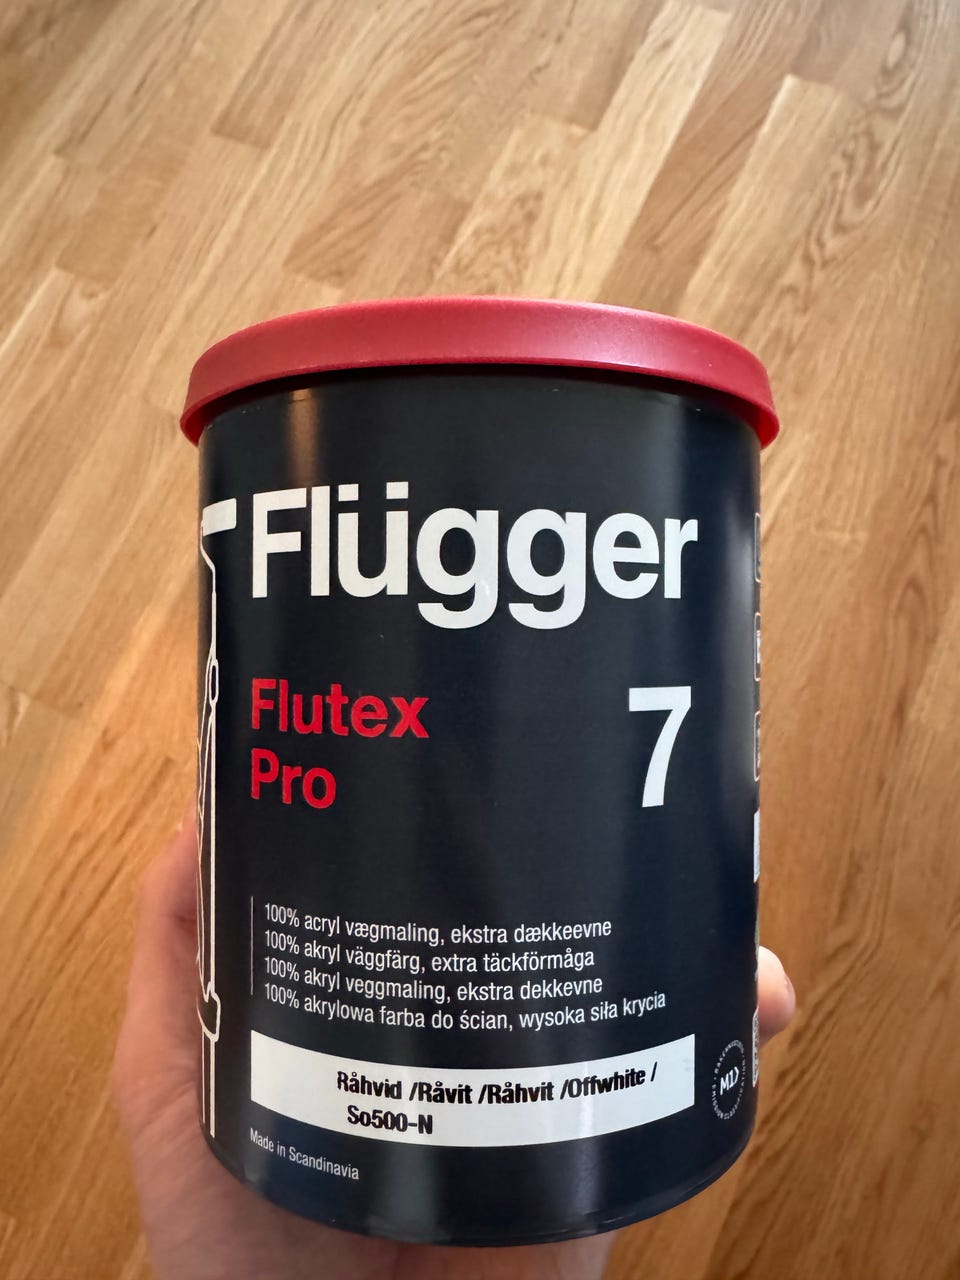 Flügger
Flutex
Pro
7
100% acryl vægmaling, ekstra dækkeevne
100% akryl väggfärg, extra täckförmåga
100% akryl veggmaling, ekstra dekkevne
100% akrylowa farba do ścian, wysoka siła krycia
Råhvid /Råvit /Råhvit /Offwhite /
So500-N
Made in Scandinavia